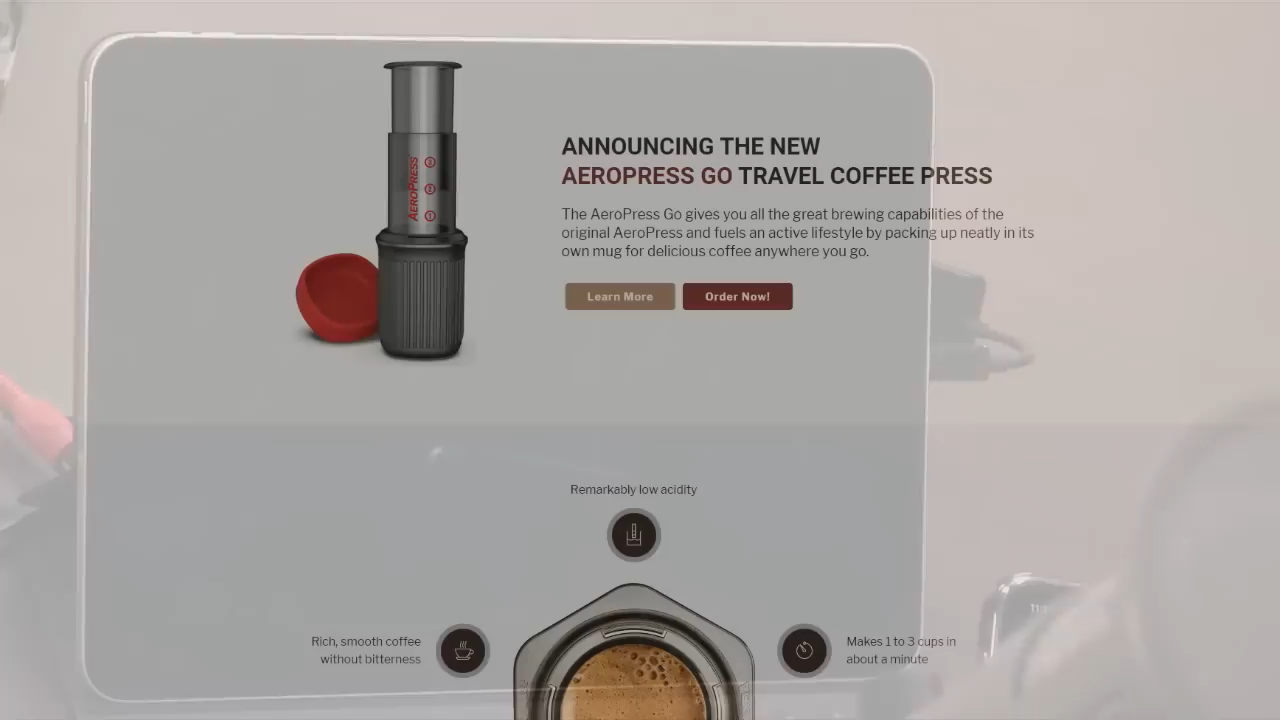 AEROPRESS
3
2
1
ANNOUNCING THE NEW
AEROPRESS GO TRAVEL COFFEE PRESS
The AeroPress Go gives you all the great brewing capabilities of the
original AeroPress and fuels an active lifestyle by packing up neatly in its
own mug for delicious coffee anywhere you go.
Learn More
Order Now!
Remarkably low acidity
Rich, smooth coffee
without bitterness
Makes 1 to 3 cups in
about a minute